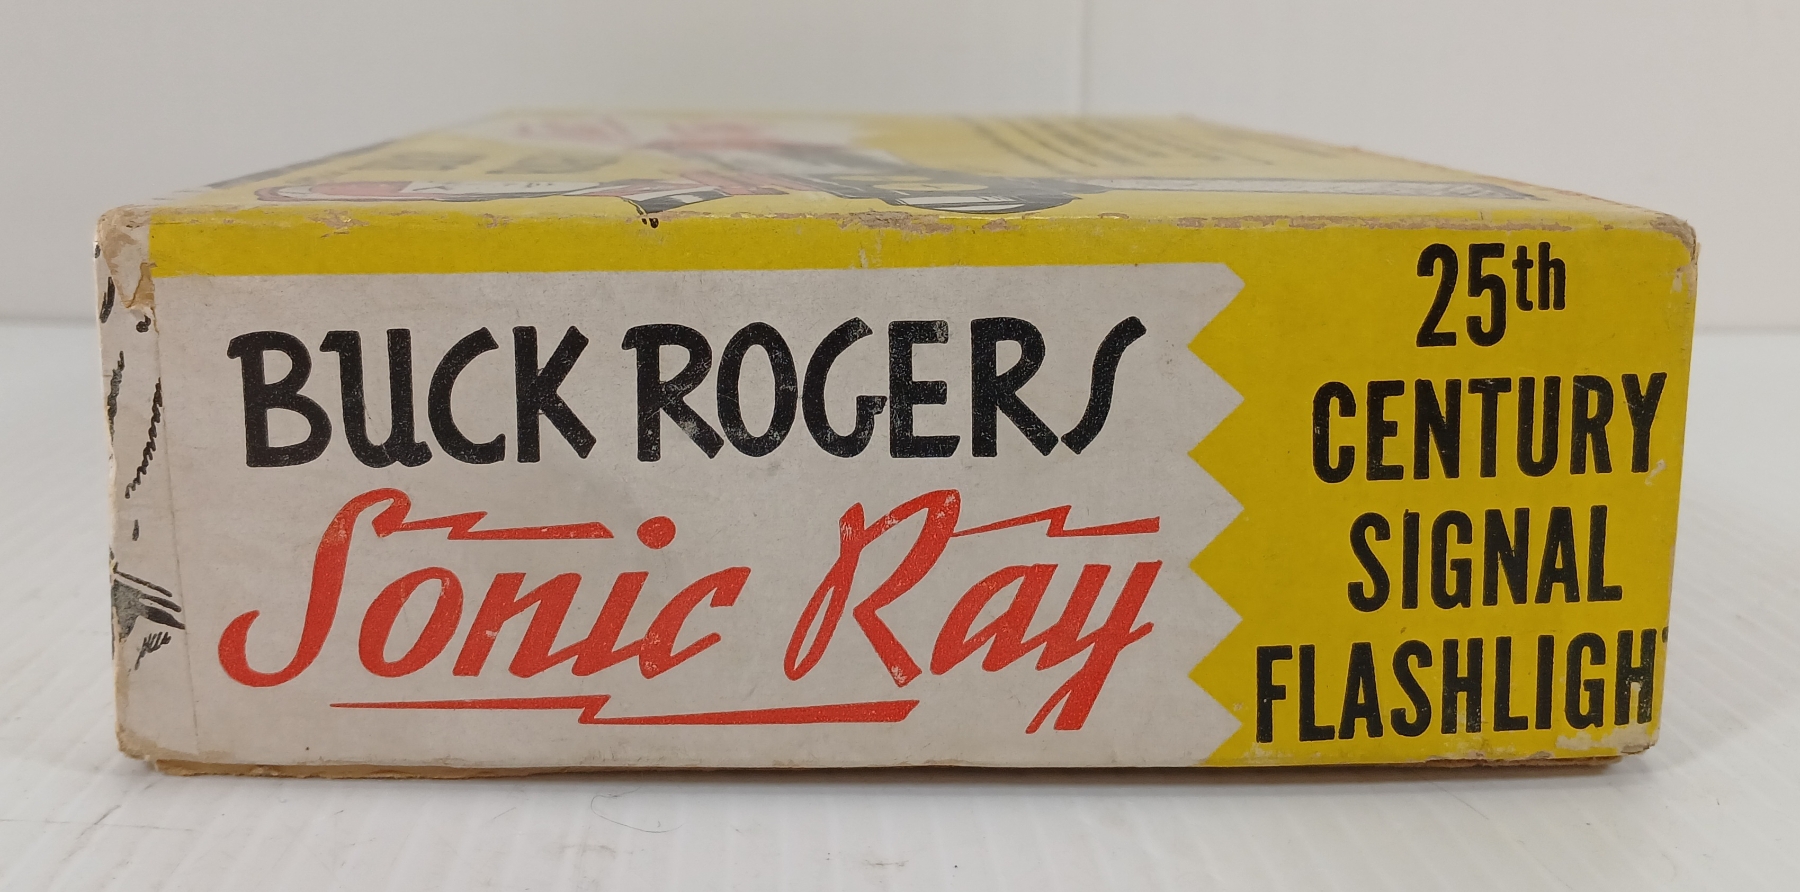 BUCK ROGERS
Sonic Ray
25th
CENTURY
SIGNAL
FLASHLIGHT